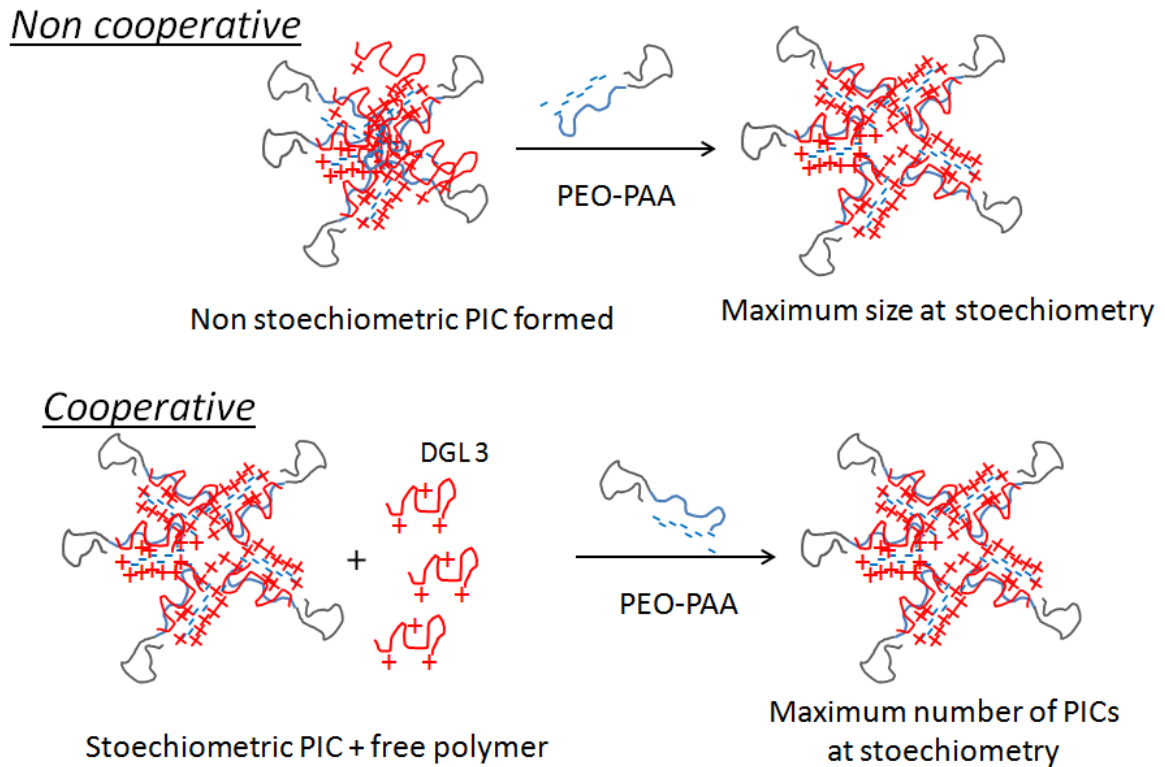 Non cooperative
PEO-PAA
Non stoechiometric PIC formed
Maximum size at stoechiometry
Cooperative
DGL 3
+
PEO-PAA
Stoechiometric PIC + free polymer
Maximum number of PICs
at stoechiometry